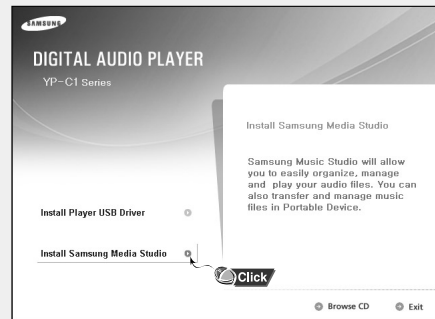 SAMSUNG
DIGITAL AUDIO PLAYER
YP-C1 Series
Install Samsung Media Studio
Samsung Music Studio will allow
you to easily organize, manage
and play your audio files. You can
also transfer and manage music
files in Portable Device.
Install Player USB Driver
Install Samsung Media Studio
Click
Browse CD
Exit